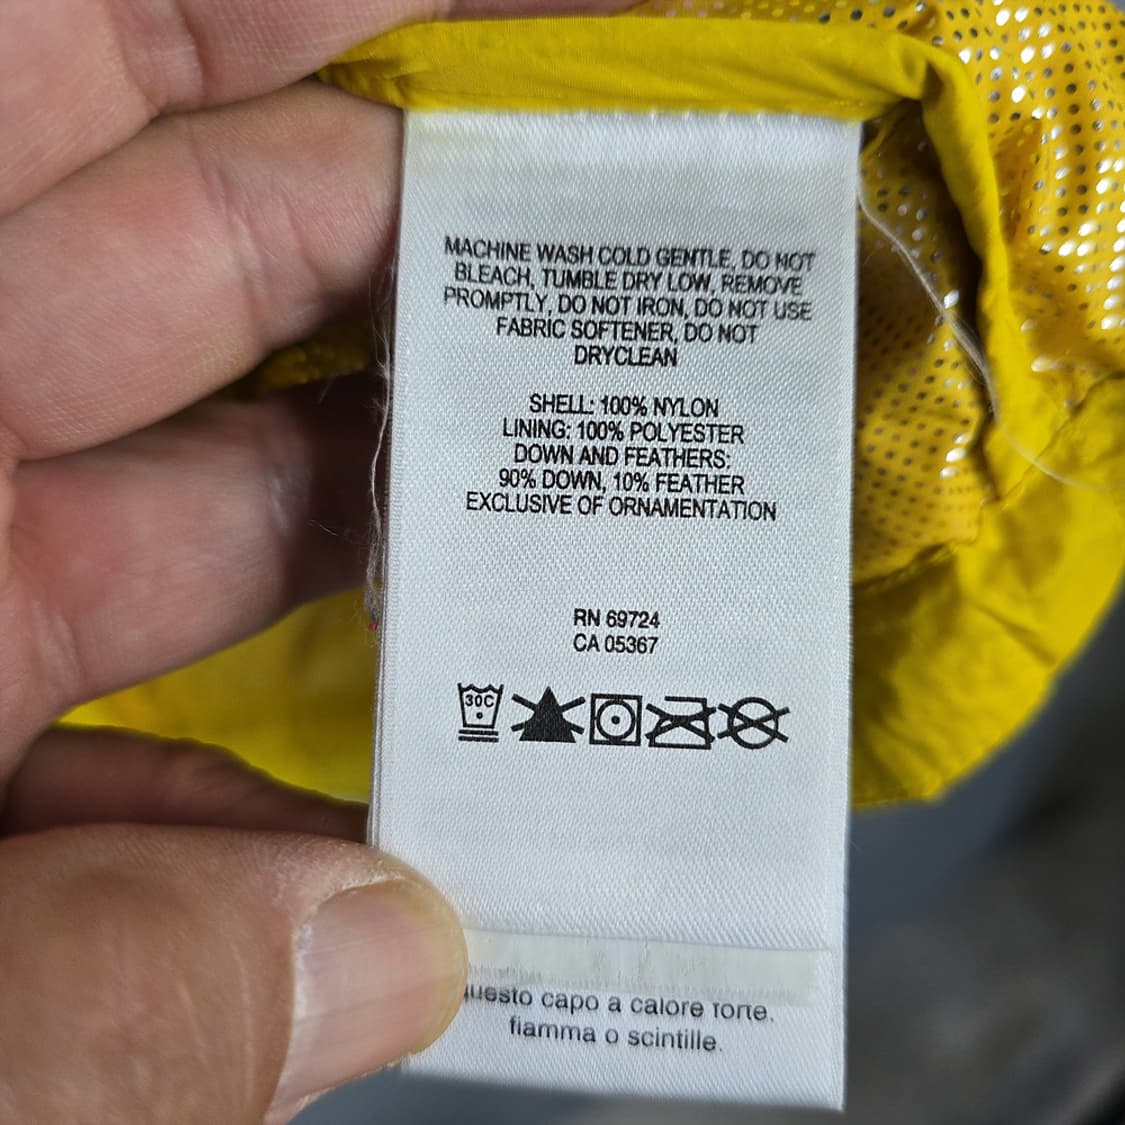 MACHINE WASH COLD GENTLE, DO NOT
BLEACH, TUMBLE DRY LOW, REMOVE
PROMPTLY, DO NOT IRON, DO NOT USE
FABRIC SOFTENER, DO NOT
DRYCLEAN
SHELL: 100% NYLON
LINING: 100% POLYESTER
DOWN AND FEATHERS:
90% DOWN, 10% FEATHER
EXCLUSIVE OF ORNAMENTATION
RN 69724
CA 05367
30C
questo capo a calore forte.
fiamma o scintille.